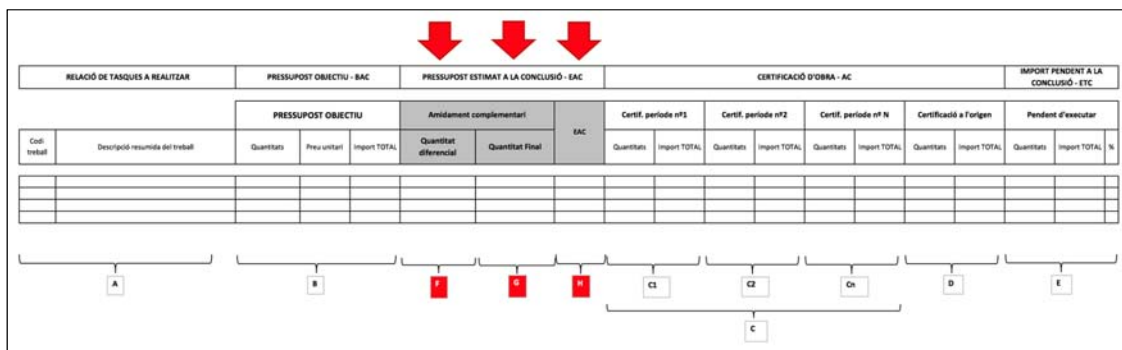 RELACIÓ DE TASQUES A REALITZAR PRESSUPOST OBJECTIU - BAC PRESSUPOST ESTIMAT A LA CONCLUSIÓ - EAC CERTIFICACIÓ D'OBRA - AC IMPORT PENDENT A LA CONCLUSIÓ - ETC
PRESSUPOST OBJECTIU Amidament complementari EAC Certif. període nº1 Certif. període nº2 Certif. període nº N Certificació a l'origen Pendent d'executar
Codi treball Descripció resumida del treball Quantitats Preu unitari Import TOTAL Quantitat diferencial Quantitat Final Quantitats Import TOTAL Quantitats Import TOTAL Quantitats Import TOTAL Quantitats Import TOTAL Quantitats Import TOTAL %
A B F G H C1 C2 Cn D E
C